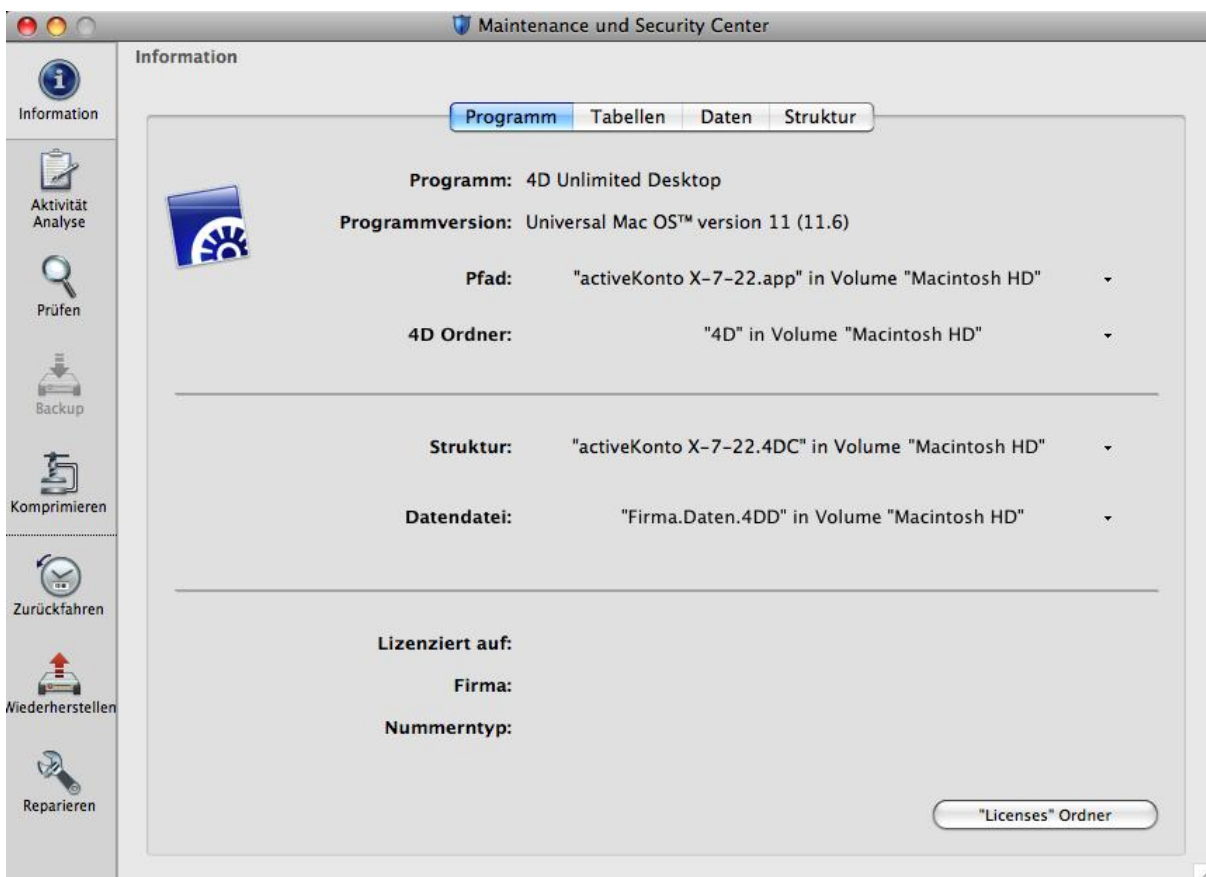 Maintenance und Security Center
Information
Information
Aktivität
Analyse
Prüfen
Backup
Komprimieren
Zurückfahren
Wiederherstellen
Reparieren
Programm Tabellen Daten Struktur
Programm: 4D Unlimited Desktop
Programmversion: Universal Mac OS™ version 11 (11.6)
Pfad: "activeKonto X-7-22.app" in Volume "Macintosh HD"
4D Ordner: "4D" in Volume "Macintosh HD"
Struktur: "activeKonto X-7-22.4DC" in Volume "Macintosh HD"
Datendatei: "Firma.Daten.4DD" in Volume "Macintosh HD"
Lizenziert auf:
Firma:
Nummerntyp:
"Licenses" Ordner